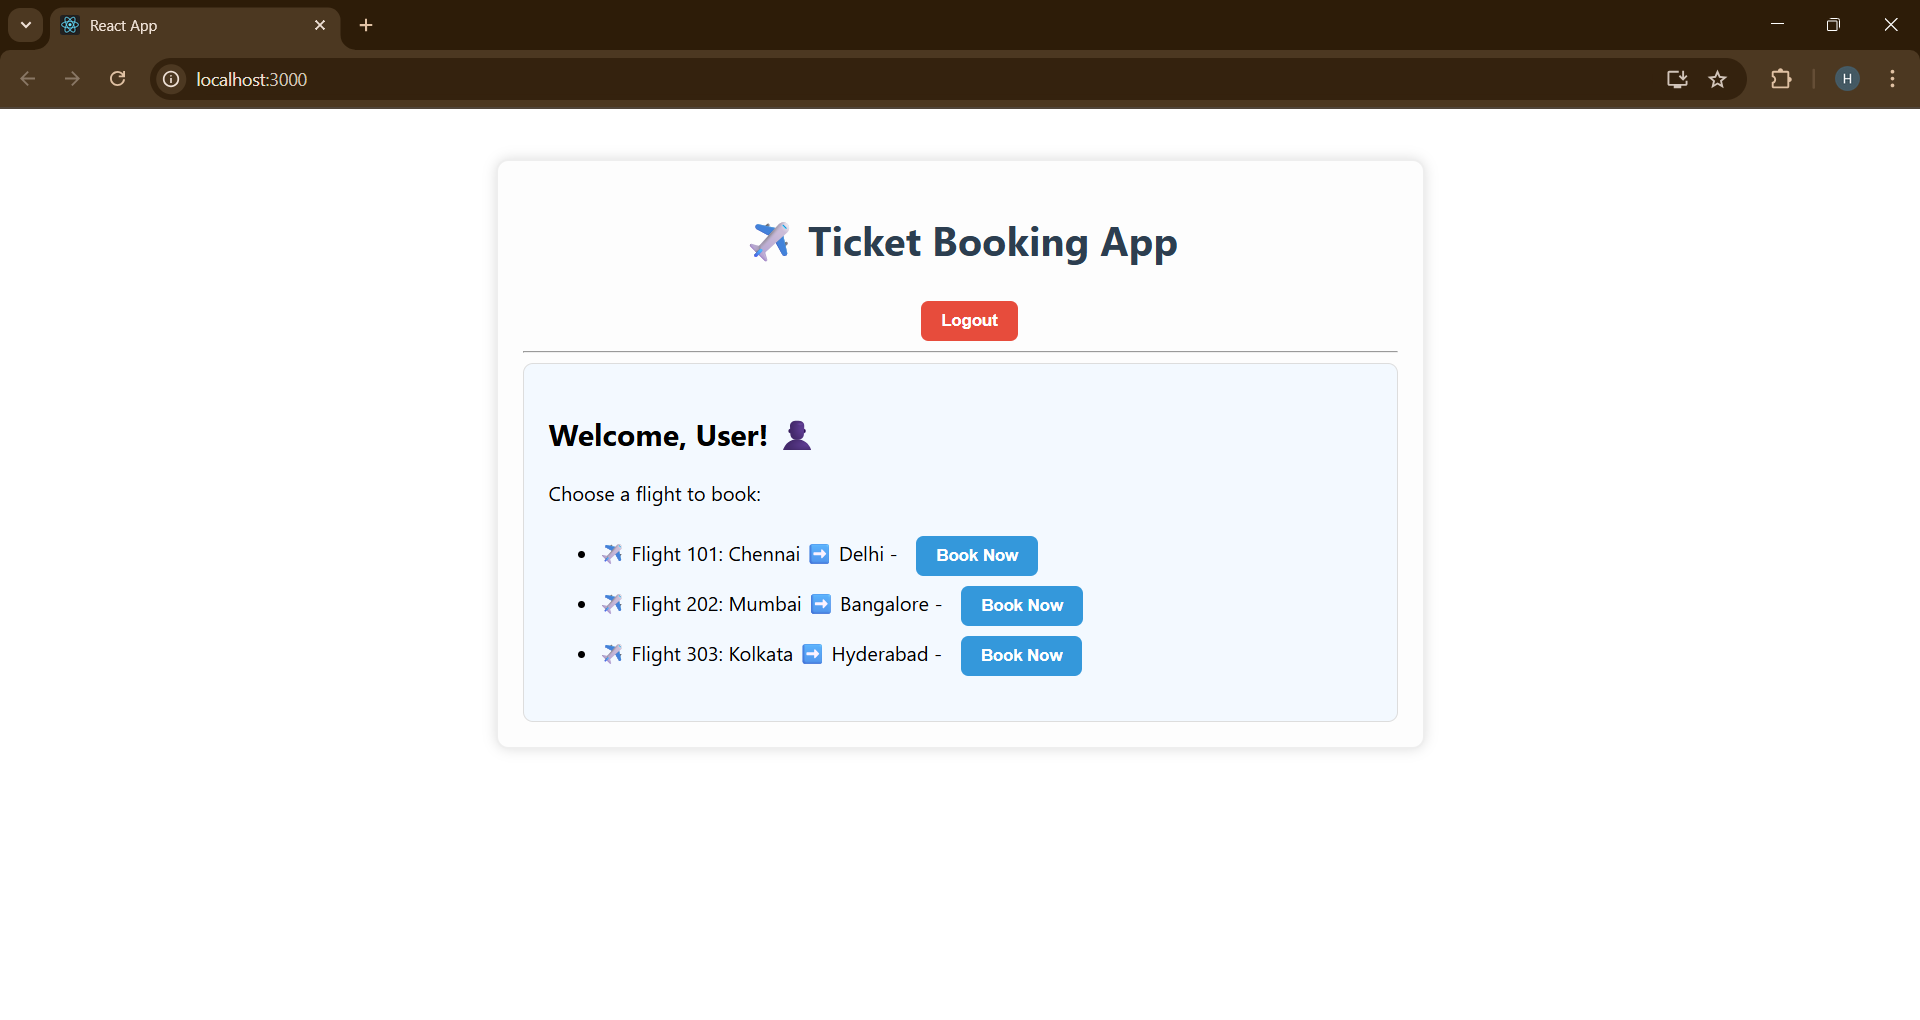 React App
localhost:3000
H
✈️ Ticket Booking App
Logout
Welcome, User! 👤
Choose a flight to book:
• ✈️ Flight 101: Chennai ➡️ Delhi - Book Now
• ✈️ Flight 202: Mumbai ➡️ Bangalore - Book Now
• ✈️ Flight 303: Kolkata ➡️ Hyderabad - Book Now